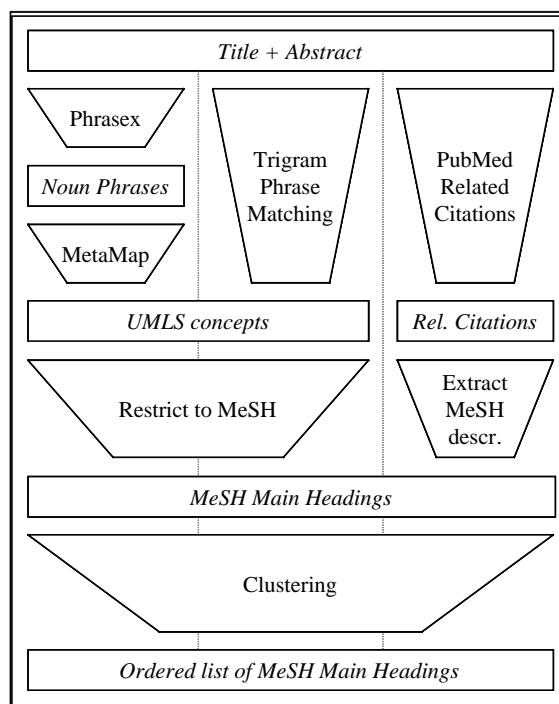 Title + Abstract
Phrasex
Noun Phrases
MetaMap
Trigram
Phrase
Matching
PubMed
Related
Citations
UMLS concepts
Rel. Citations
Restrict to MeSH
Extract
MeSH
descr.
MeSH Main Headings
Clustering
Ordered list of MeSH Main Headings